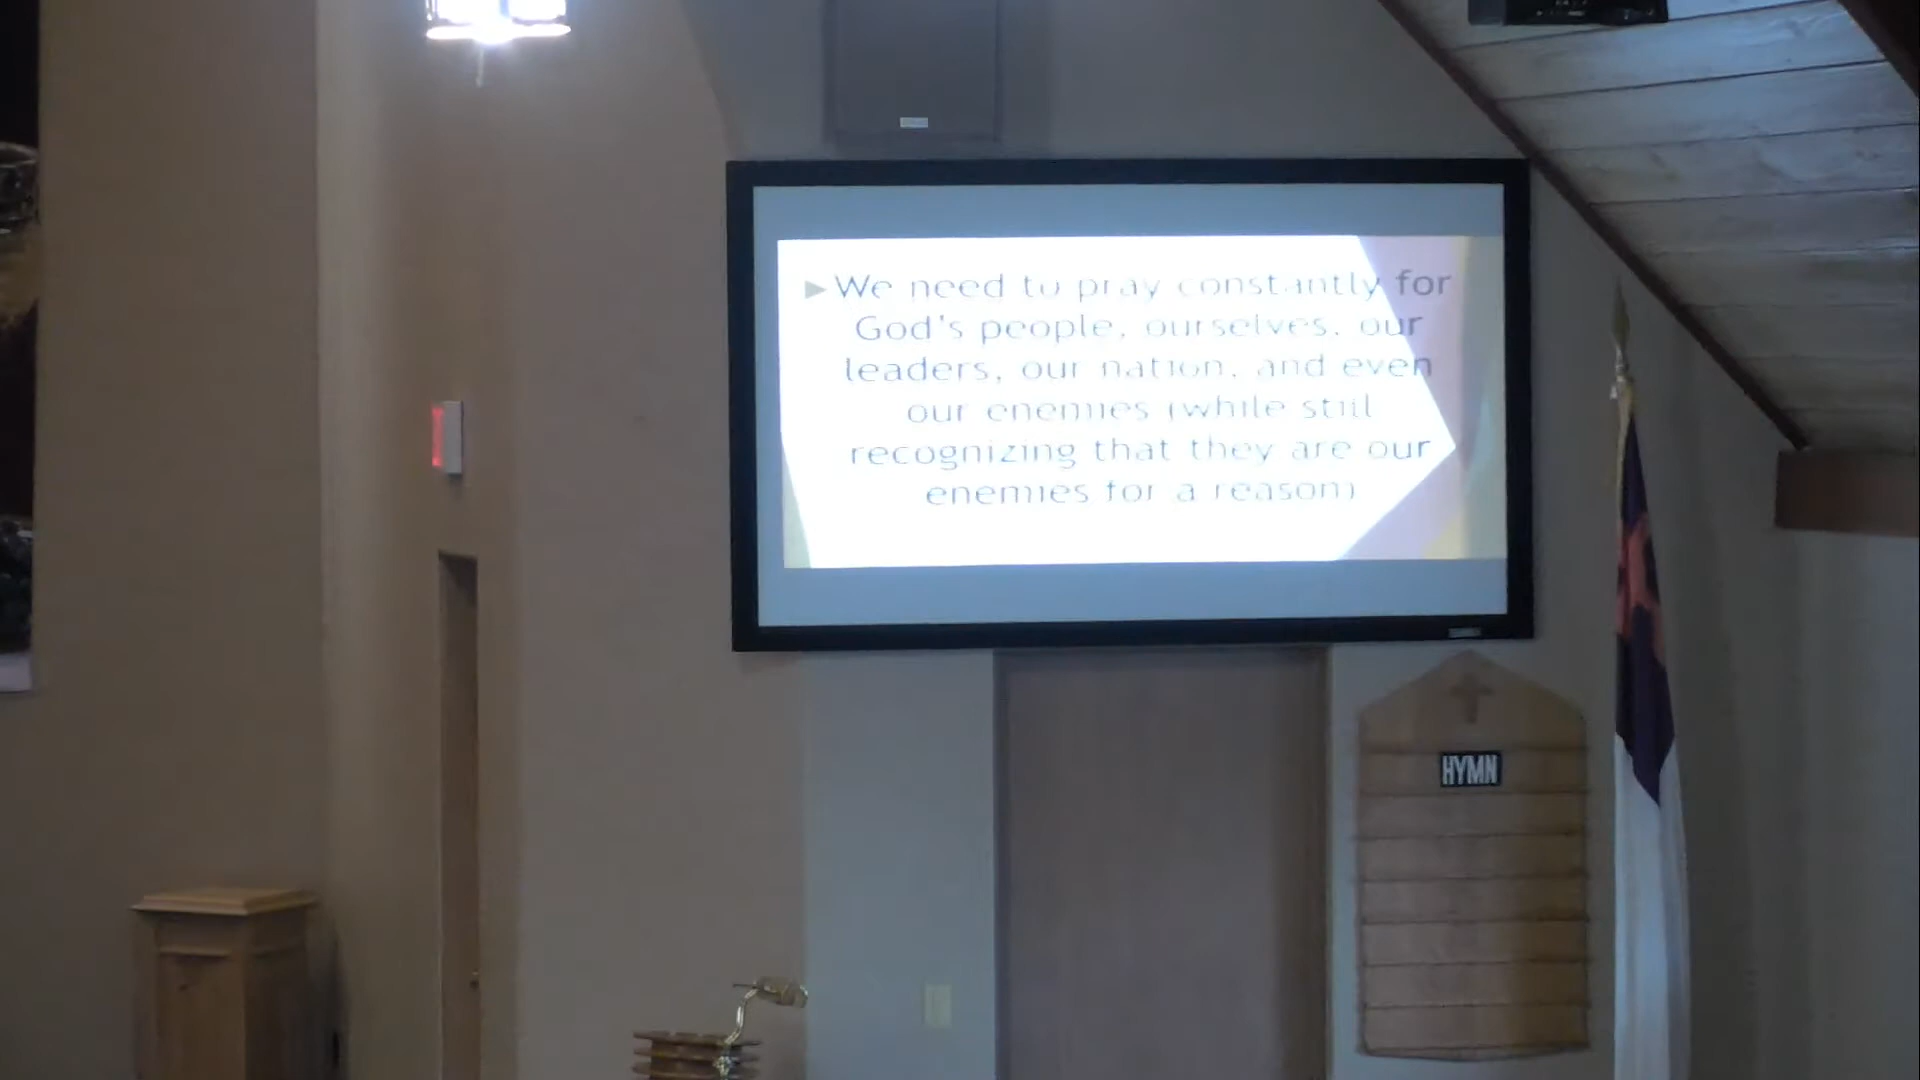 We need to pray constantly for
God's people, ourselves, our
leaders, our nation, and even
our enemies (while still
recognizing that they are our
enemies for a reason)
HYMN